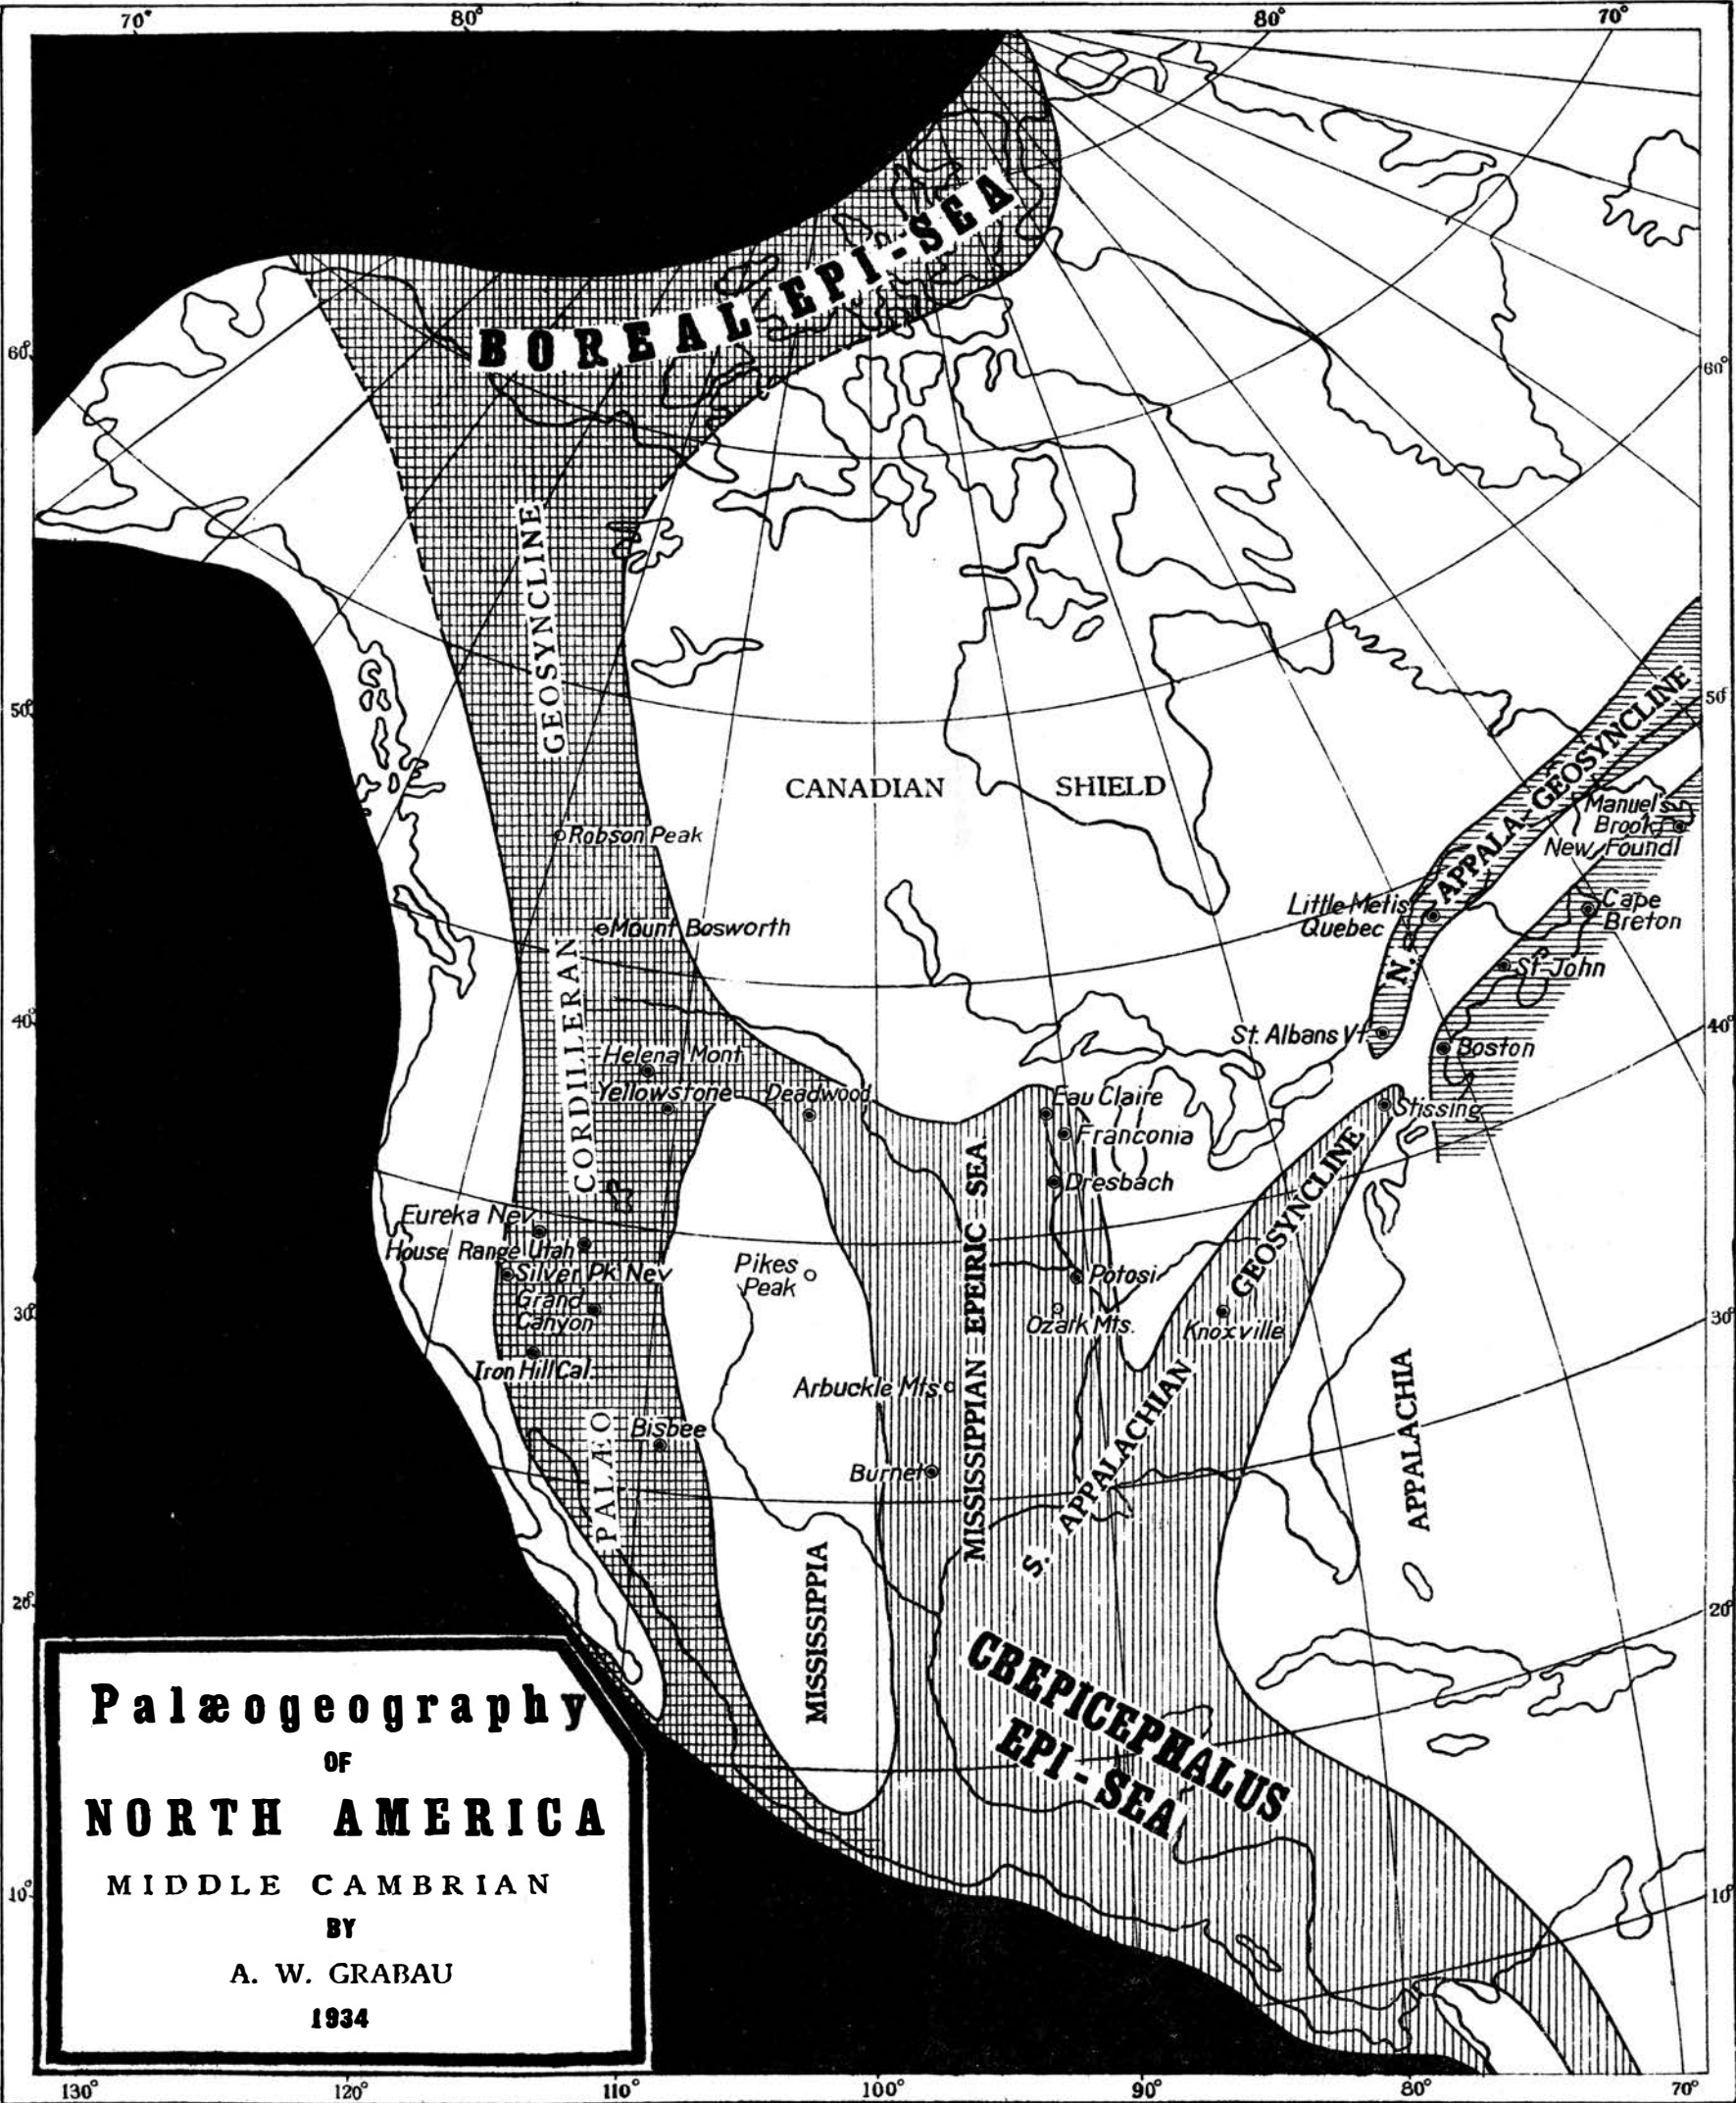 70° 80° 80° 70°
60° 60°
50° 50°
40° 40°
30° 30°
20° 20°
10° 10°
130° 120° 110° 100° 90° 80° 70°
BOREAL EPI-SEA
GEOSYNCLINE
CORDILLERAN
PALÆO
CANADIAN SHIELD
Robson Peak
Mount Bosworth
Helena Mont
Yellowstone
Deadwood
Eureka Nev
House Range Utah
Silver Pk Nev
Grand
Canyon
Iron Hill Cal.
Bisbee
Pikes
Peak
Arbuckle Mts.
Burnet
MISSISSIPPIA
MISSISSIPPIAN EPEIRIC SEA
Eau Claire
Franconia
Dresbach
Potosi
Ozark Mts.
Knoxville
S. APPALACHIAN GEOSYNCLINE
APPALACHIA
Stissing
N. APPALA-GEOSYNCLINE
Manuel's
Brook
New Foundl
Cape
Breton
Little Metis
Quebec
St. John
St. Albans Vt.
Boston
CREPICEPHALUS
EPI-SEA
Palæogeography
OF
NORTH AMERICA
MIDDLE CAMBRIAN
BY
A. W. GRABAU
1934